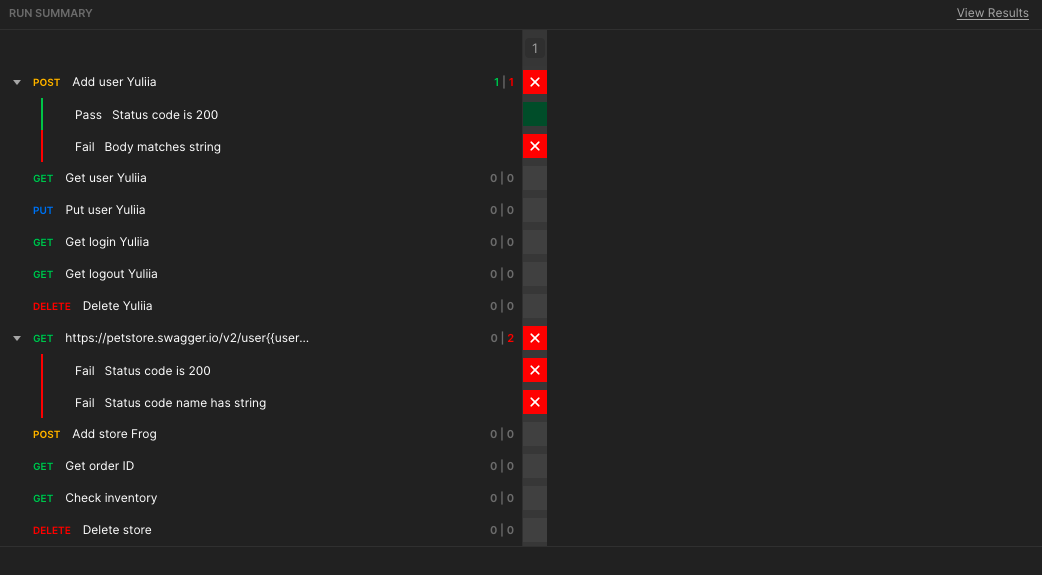 RUN SUMMARY View Results
1
POST Add user Yuliia 1 | 1
Pass Status code is 200
Fail Body matches string
GET Get user Yuliia 0 | 0
PUT Put user Yuliia 0 | 0
GET Get login Yuliia 0 | 0
GET Get logout Yuliia 0 | 0
DELETE Delete Yuliia 0 | 0
GET https://petstore.swagger.io/v2/user{{user... 0 | 2
Fail Status code is 200
Fail Status code name has string
POST Add store Frog 0 | 0
GET Get order ID 0 | 0
GET Check inventory 0 | 0
DELETE Delete store 0 | 0